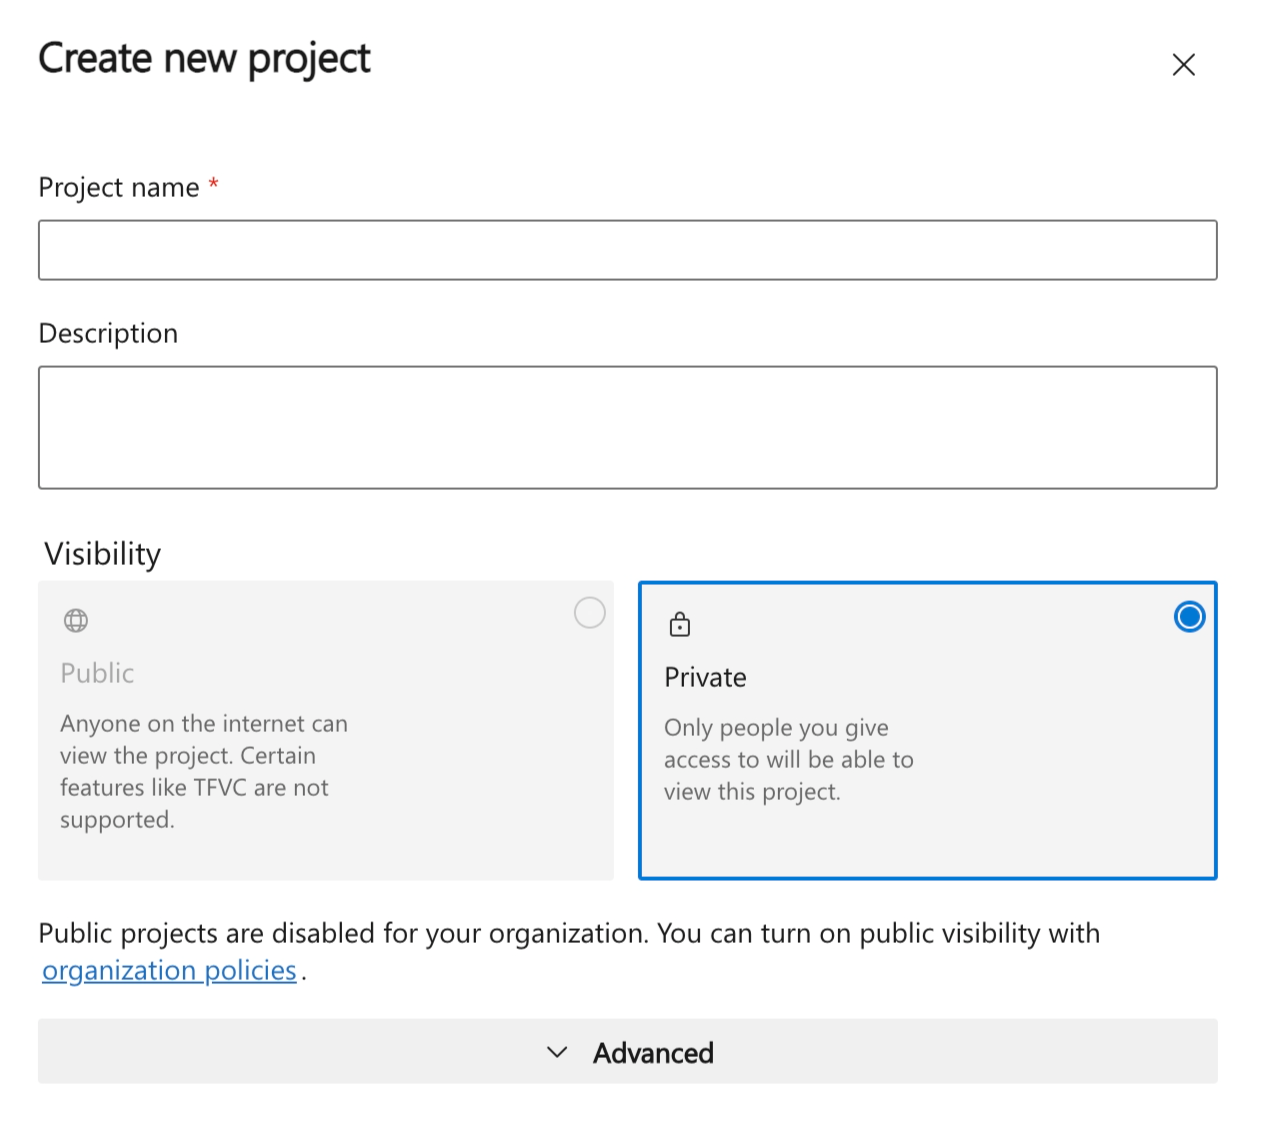 Create new project
Project name *
Description
Visibility
Public
Anyone on the internet can
view the project. Certain
features like TFVC are not
supported.
Private
Only people you give
access to will be able to
view this project.
Public projects are disabled for your organization. You can turn on public visibility with
organization policies.
Advanced